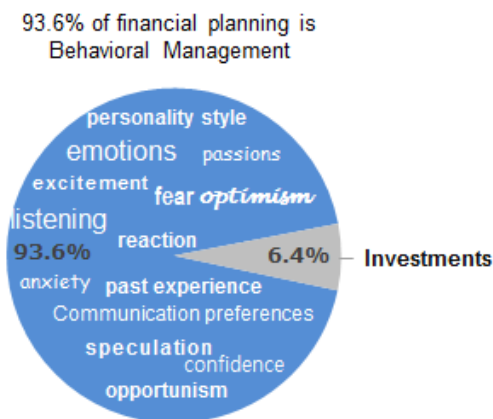 93.6% of financial planning is
Behavioral Management
personality style
emotions passions
excitement fear optimism
listening
reaction
93.6% 6.4% Investments
anxiety past experience
Communication preferences
speculation
confidence
opportunism